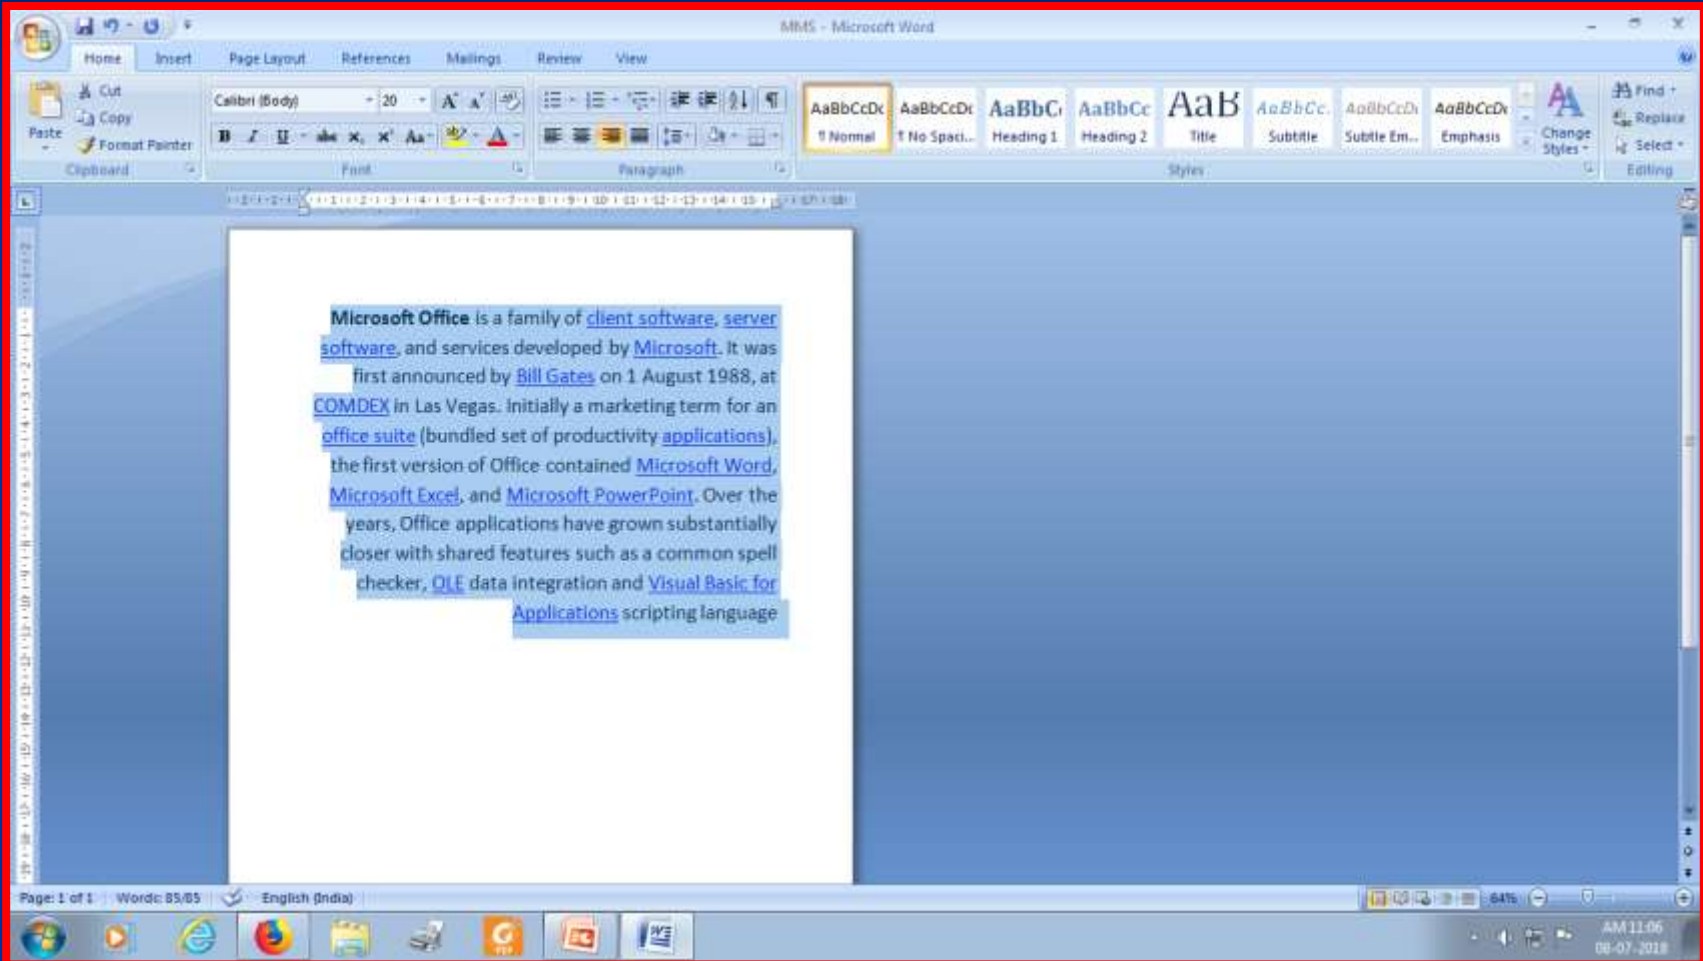 MMS - Microsoft Word
Home Insert Page Layout References Mailings Review View
Paste
Cut
Copy
Format Painter
Clipboard
Calibri (Body) 20
Font
Paragraph
AaBbCcDc AaBbCcDc AaBbC AaBbCc AaB AaBbCc. AaBbCcDc AaBbCcDc
¶ Normal ¶ No Spaci... Heading 1 Heading 2 Title Subtitle Subtle Em... Emphasis
Change
Styles
Styles
Find
Replace
Select
Editing
Microsoft Office is a family of client software, server
software, and services developed by Microsoft. It was
first announced by Bill Gates on 1 August 1988, at
COMDEX in Las Vegas. Initially a marketing term for an
office suite (bundled set of productivity applications),
the first version of Office contained Microsoft Word,
Microsoft Excel, and Microsoft PowerPoint. Over the
years, Office applications have grown substantially
closer with shared features such as a common spell
checker, OLE data integration and Visual Basic for
Applications scripting language
Page: 1 of 1 Words: 85/85 English (India) 64%
AM 11:06
08-07-2018